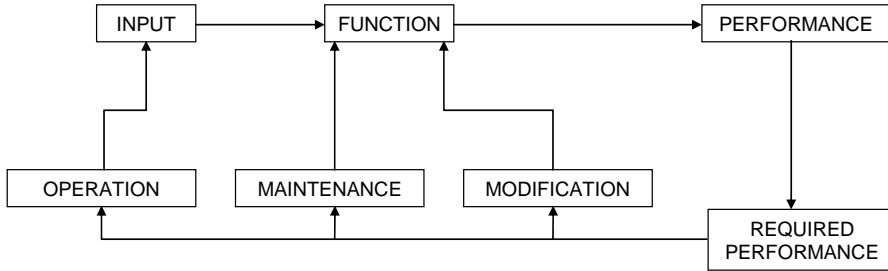 INPUT
FUNCTION
PERFORMANCE
OPERATION
MAINTENANCE
MODIFICATION
REQUIRED
PERFORMANCE